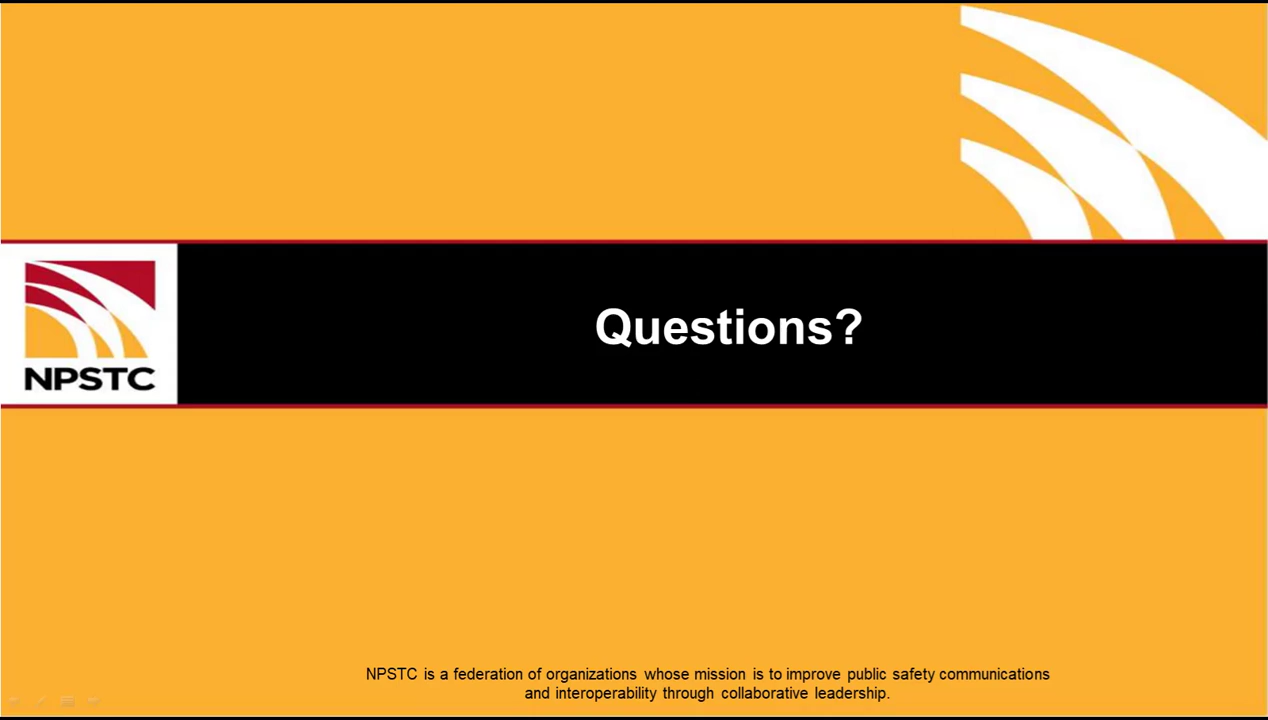 Questions?
NPSTC
NPSTC is a federation of organizations whose mission is to improve public safety communications
and interoperability through collaborative leadership.